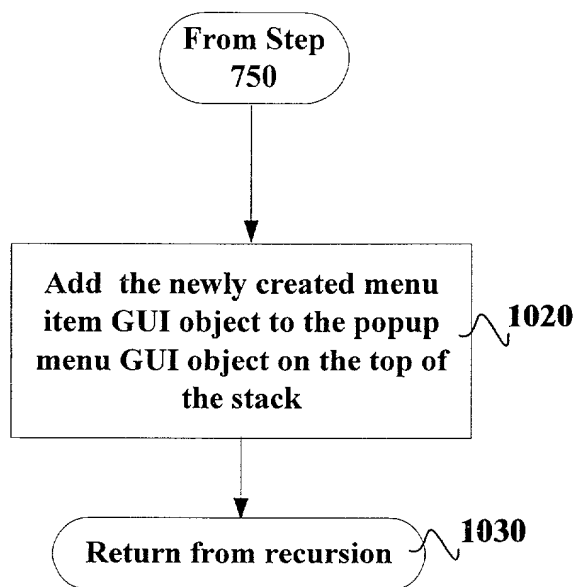 From Step
750
Add the newly created menu
item GUI object to the popup
menu GUI object on the top of
the stack
1020
Return from recursion
1030